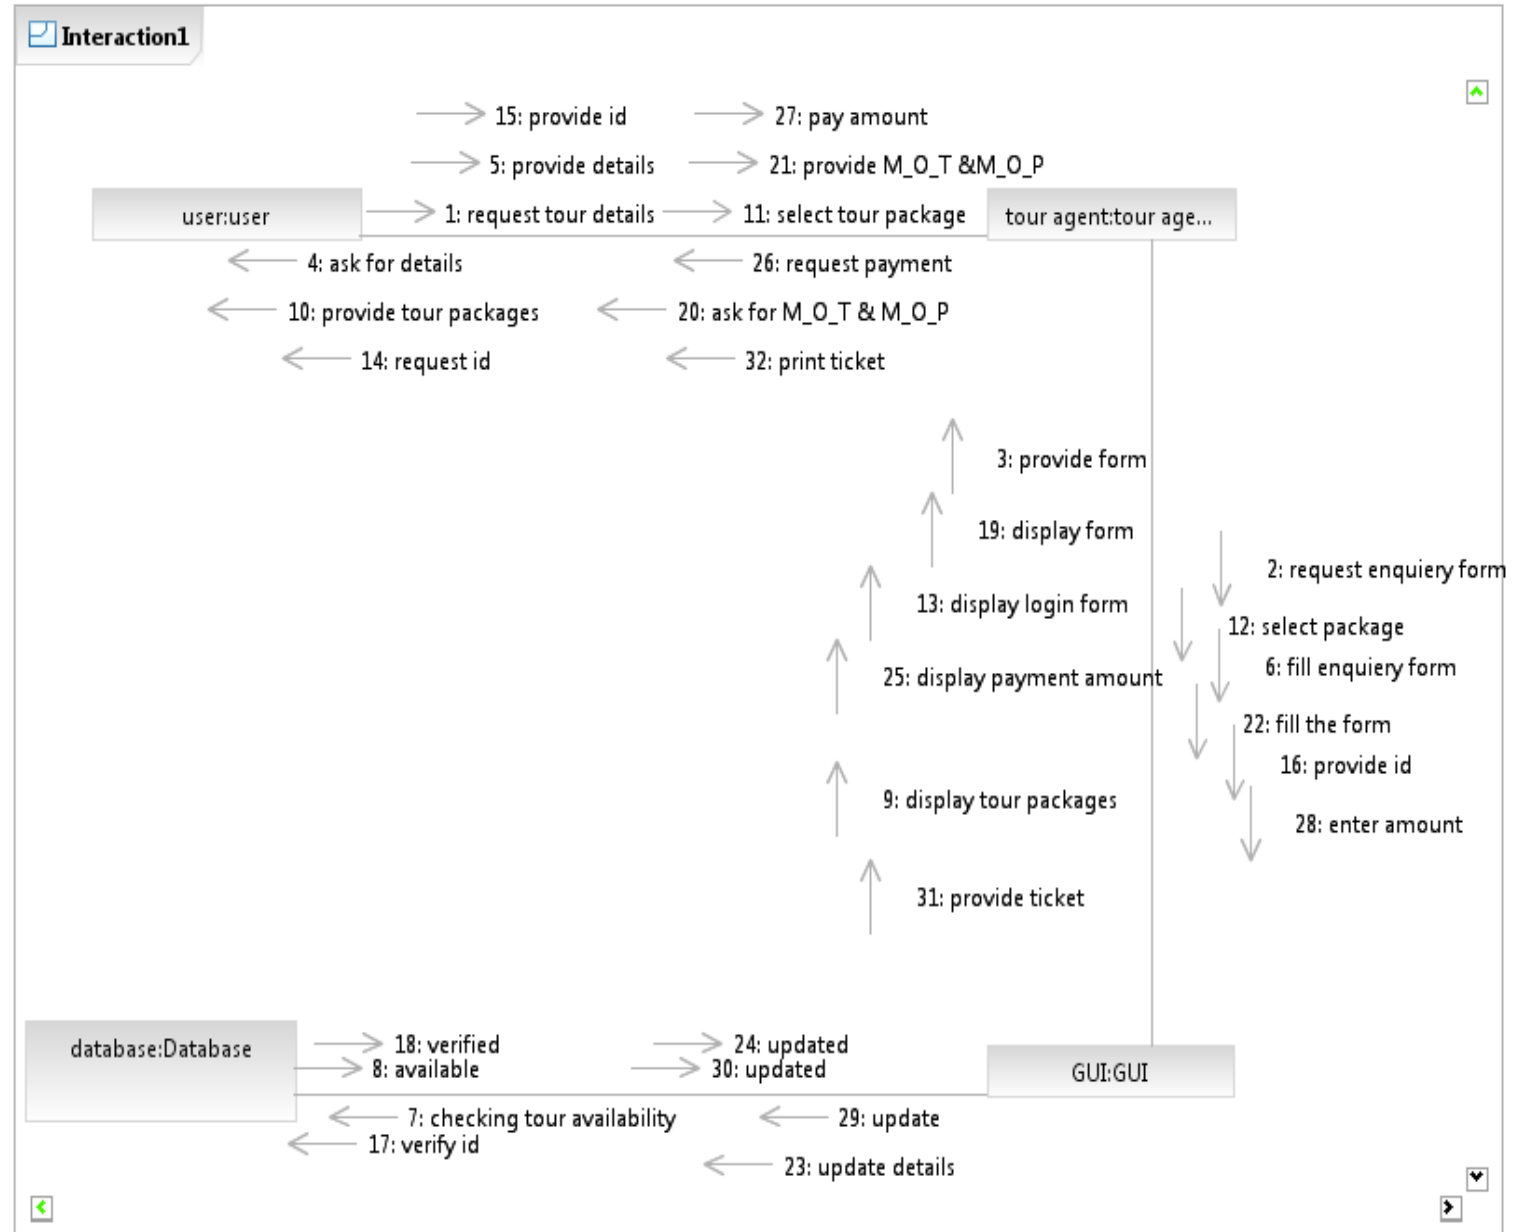 Interaction1
15: provide id
27: pay amount
5: provide details
21: provide M_O_T &M_O_P
user:user
1: request tour details
11: select tour package
tour agent:tour age...
4: ask for details
26: request payment
10: provide tour packages
20: ask for M_O_T & M_O_P
14: request id
32: print ticket
3: provide form
19: display form
2: request enquiery form
13: display login form
12: select package
6: fill enquiery form
25: display payment amount
22: fill the form
16: provide id
9: display tour packages
28: enter amount
31: provide ticket
database:Database
18: verified
24: updated
8: available
30: updated
GUI:GUI
7: checking tour availability
29: update
17: verify id
23: update details